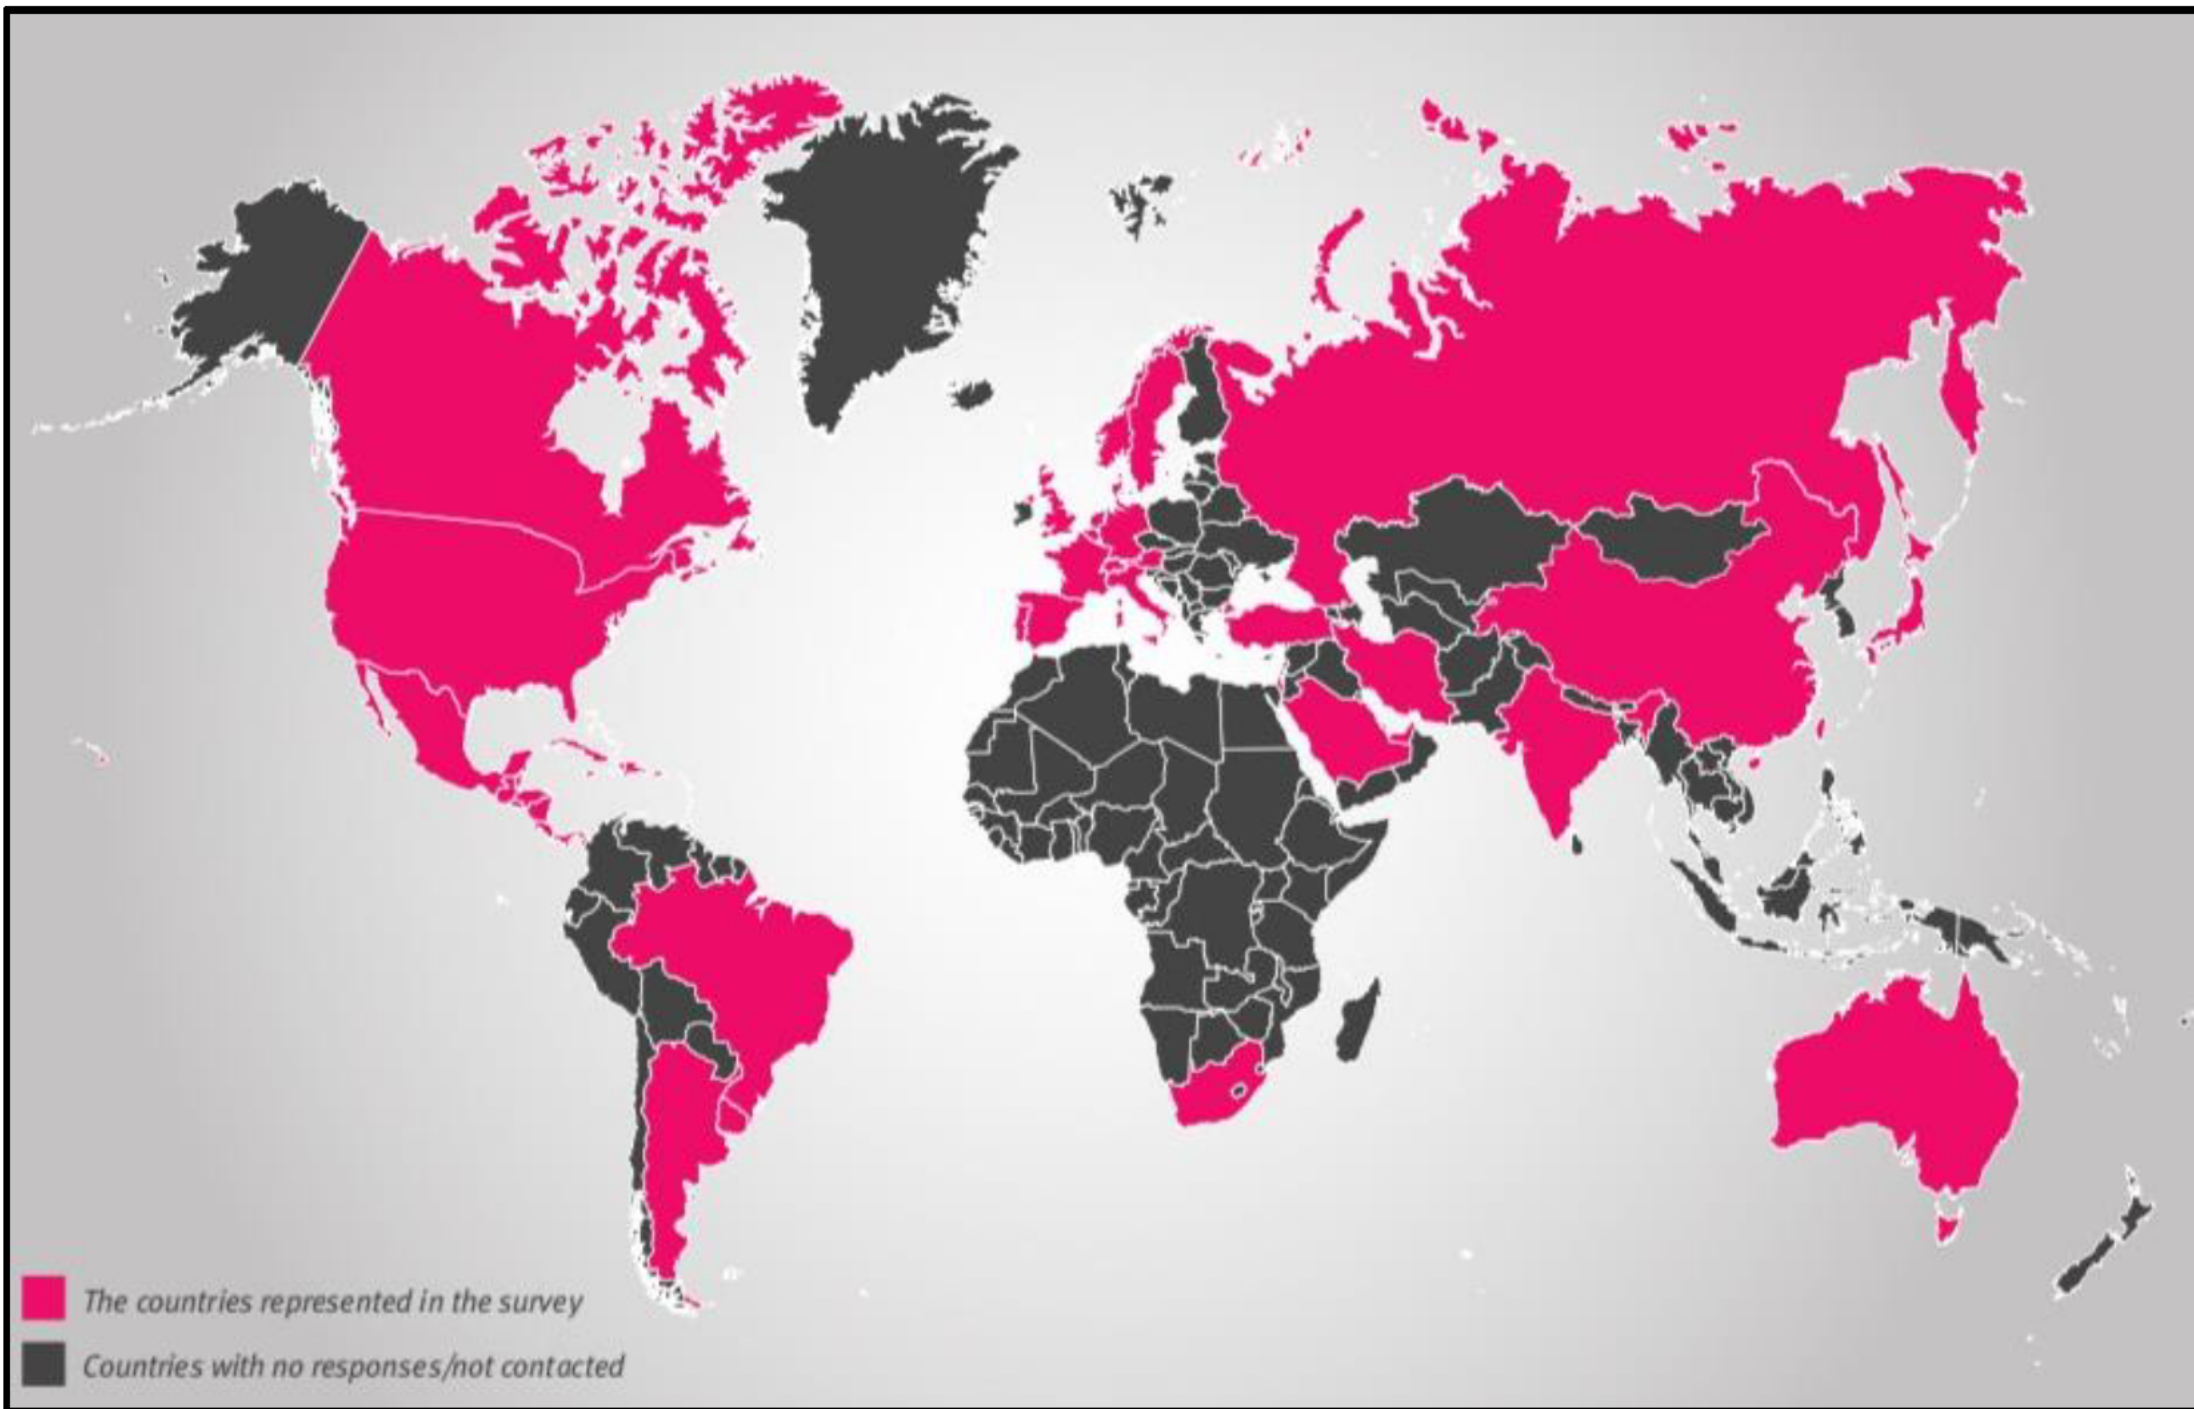 The countries represented in the survey
Countries with no responses/not contacted